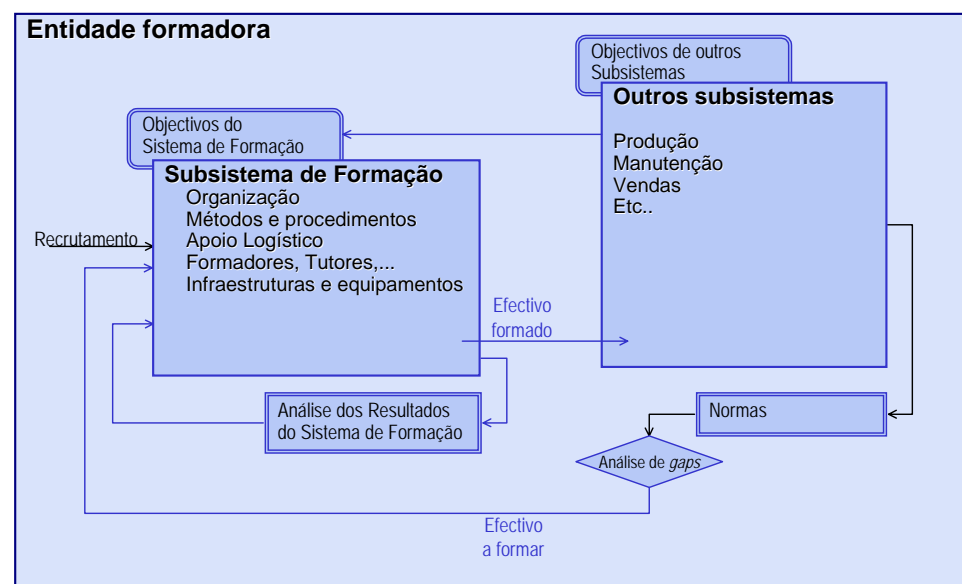 Entidade formadora
Objectivos de outros
Subsistemas
Outros subsistemas
Produção
Manutenção
Vendas
Etc..
Objectivos do
Sistema de Formação
Subsistema de Formação
Organização
Métodos e procedimentos
Apoio Logístico
Formadores, Tutores,...
Infraestruturas e equipamentos
Recrutamento
Efectivo
formado
Análise dos Resultados
do Sistema de Formação
Normas
Análise de gaps
Efectivo
a formar